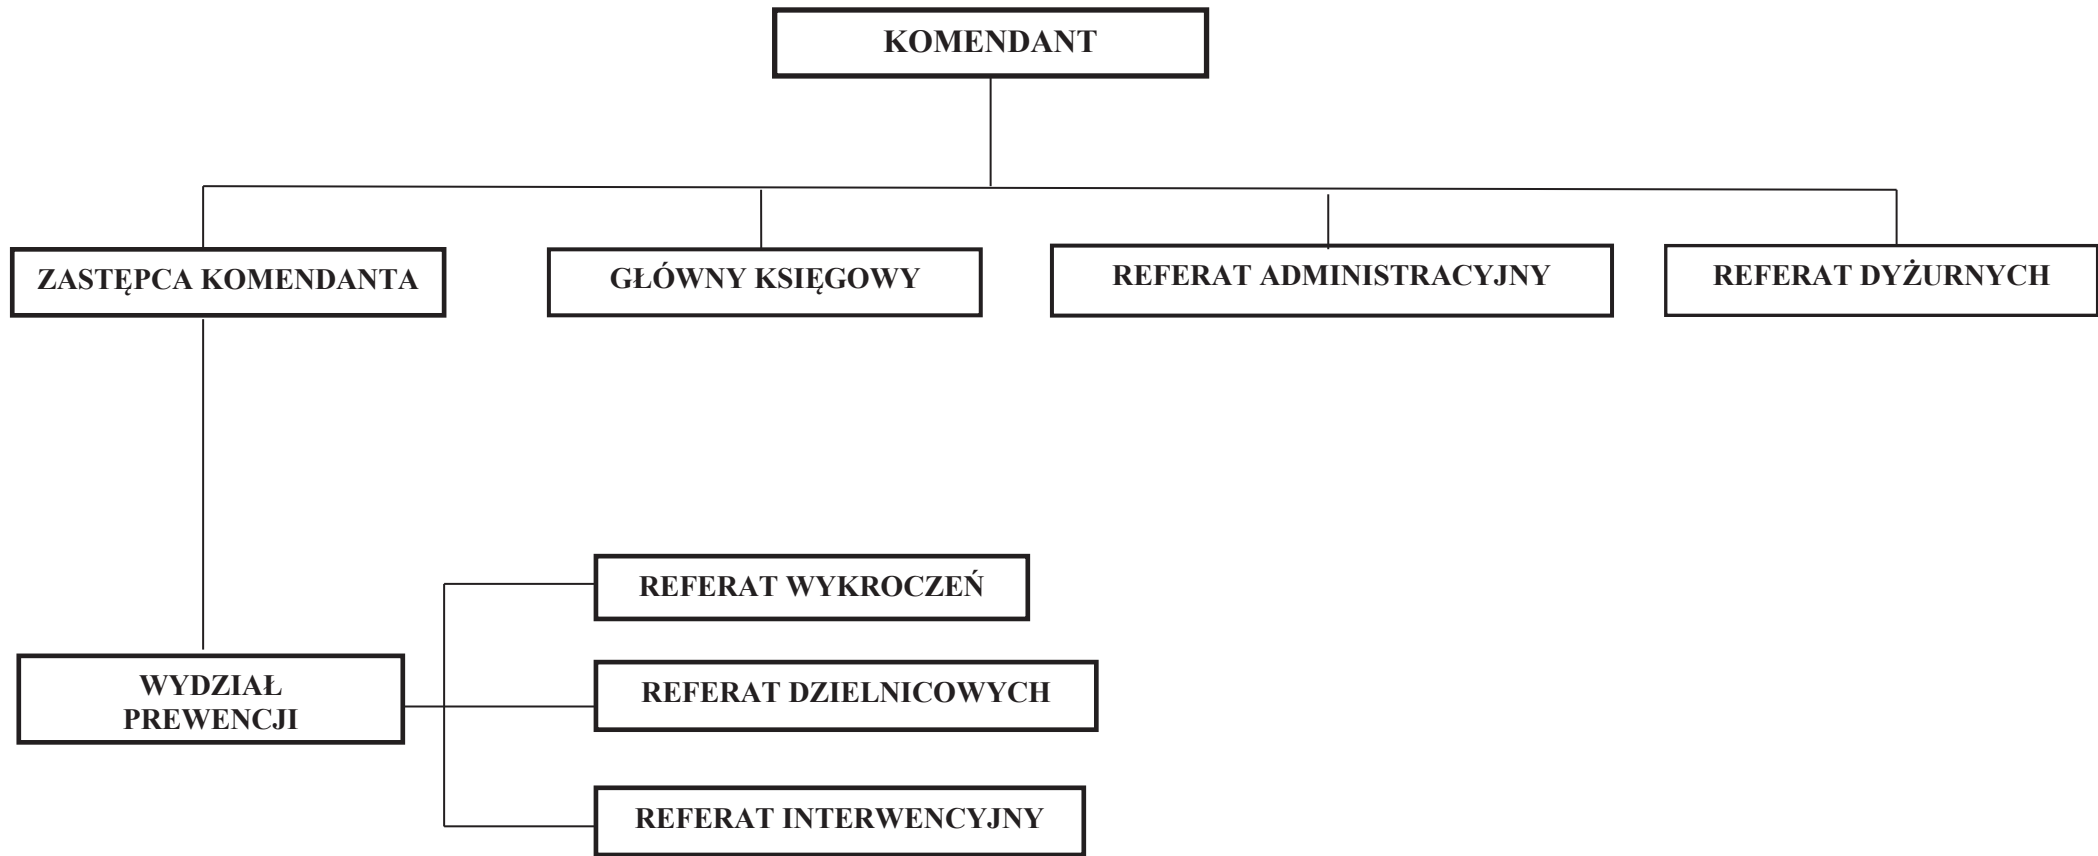 KOMENDANT
ZASTĘPCA KOMENDANTA
GŁÓWNY KSIĘGOWY
REFERAT ADMINISTRACYJNY
REFERAT DYŻURNYCH
REFERAT WYKROCZEŃ
WYDZIAŁ
PREWENCJI
REFERAT DZIELNICOWYCH
REFERAT INTERWENCYJNY